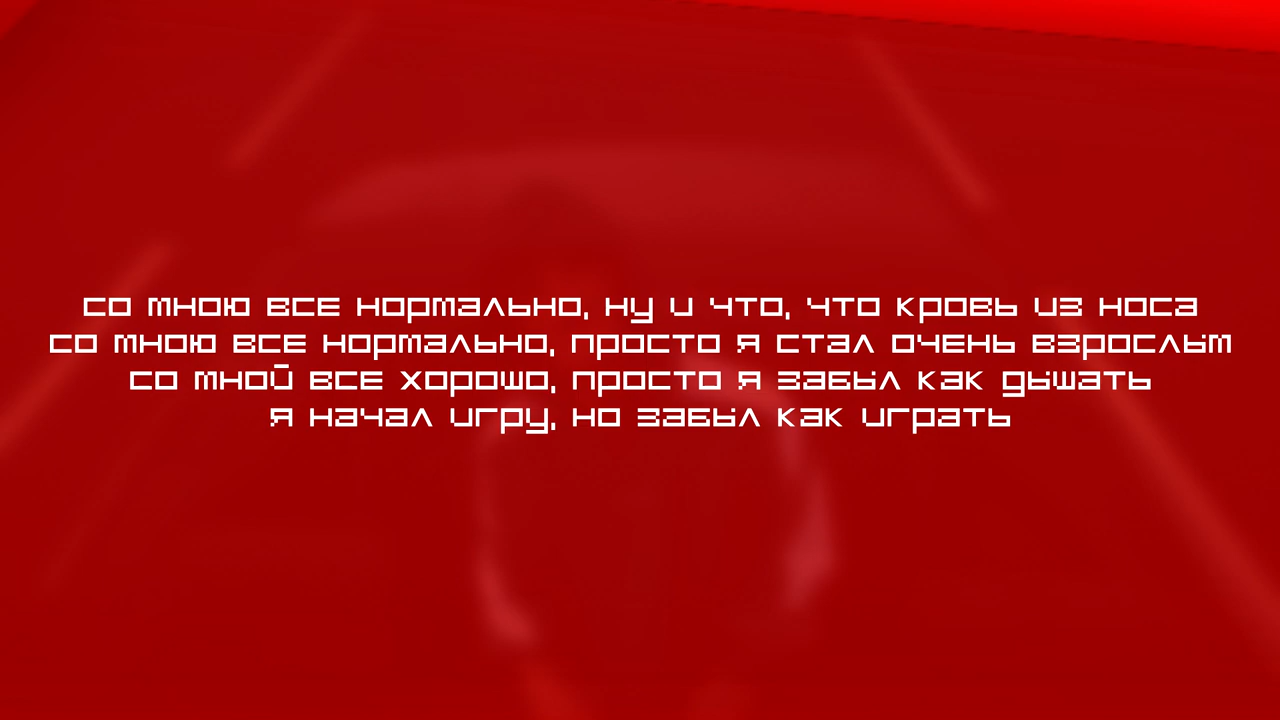 со мною все нормально, ну и что, что кровь из носа
со мною все нормально, просто я стал очень взрослым
со мной все хорошо, просто я забыл как дышать
я начал игру, но забыл как играть